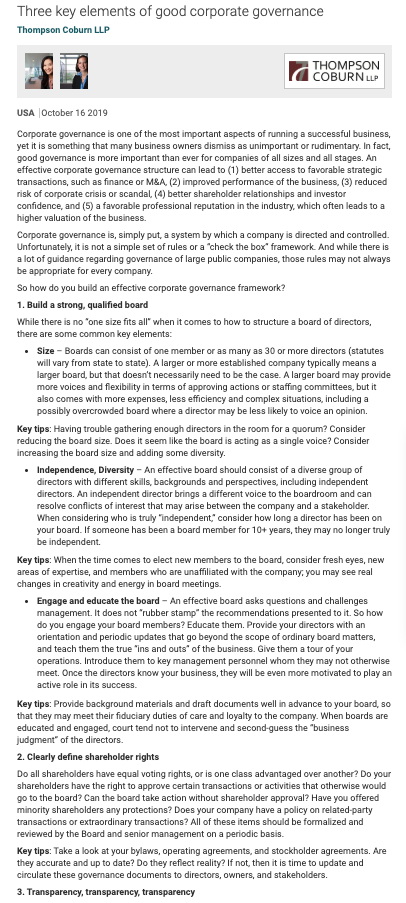 Three key elements of good corporate governance
Thompson Coburn LLP
THOMPSON
COBURN LLP
USA | October 16 2019
Corporate governance is one of the most important aspects of running a successful business,
yet it is something that many business owners dismiss as unimportant or rudimentary. In fact,
good governance is more important than ever for companies of all sizes and all stages. An
effective corporate governance structure can lead to (1) better access to favorable strategic
transactions, such as finance or M&A, (2) improved performance of the business, (3) reduced
risk of corporate crisis or scandal, (4) better shareholder relationships and investor
confidence, and (5) a favorable professional reputation in the industry, which often leads to a
higher valuation of the business.
Corporate governance is, simply put, a system by which a company is directed and controlled.
Unfortunately, it is not a simple set of rules or a "check the box" framework. And while there is
a lot of guidance regarding governance of large public companies, those rules may not always
be appropriate for every company.
So how do you build an effective corporate governance framework?
1. Build a strong, qualified board
While there is no "one size fits all" when it comes to how to structure a board of directors,
there are some common key elements:
• Size – Boards can consist of one member or as many as 30 or more directors (statutes
will vary from state to state). A larger or more established company typically means a
larger board, but that doesn't necessarily need to be the case. A larger board may provide
more voices and flexibility in terms of approving actions or staffing committees, but it
also comes with more expenses, less efficiency and complex situations, including a
possibly overcrowded board where a director may be less likely to voice an opinion.
Key tips: Having trouble gathering enough directors in the room for a quorum? Consider
reducing the board size. Does it seem like the board is acting as a single voice? Consider
increasing the board size and adding some diversity.
• Independence, Diversity – An effective board should consist of a diverse group of
directors with different skills, backgrounds and perspectives, including independent
directors. An independent director brings a different voice to the boardroom and can
resolve conflicts of interest that may arise between the company and a stakeholder.
When considering who is truly "independent," consider how long a director has been on
your board. If someone has been a board member for 10+ years, they may no longer truly
be independent.
Key tips: When the time comes to elect new members to the board, consider fresh eyes, new
areas of expertise, and members who are unaffiliated with the company; you may see real
changes in creativity and energy in board meetings.
• Engage and educate the board – An effective board asks questions and challenges
management. It does not "rubber stamp" the recommendations presented to it. So how
do you engage your board members? Educate them. Provide your directors with an
orientation and periodic updates that go beyond the scope of ordinary board matters,
and teach them the true "ins and outs" of the business. Give them a tour of your
operations. Introduce them to key management personnel whom they may not otherwise
meet. Once the directors know your business, they will be even more motivated to play an
active role in its success.
Key tips: Provide background materials and draft documents well in advance to your board, so
that they may meet their fiduciary duties of care and loyalty to the company. When boards are
educated and engaged, court tend not to intervene and second-guess the "business
judgment" of the directors.
2. Clearly define shareholder rights
Do all shareholders have equal voting rights, or is one class advantaged over another? Do your
shareholders have the right to approve certain transactions or activities that otherwise would
go to the board? Can the board take action without shareholder approval? Have you offered
minority shareholders any protections? Does your company have a policy on related-party
transactions or extraordinary transactions? All of these items should be formalized and
reviewed by the Board and senior management on a periodic basis.
Key tips: Take a look at your bylaws, operating agreements, and stockholder agreements. Are
they accurate and up to date? Do they reflect reality? If not, then it is time to update and
circulate these governance documents to directors, owners, and stakeholders.
3. Transparency, transparency, transparency